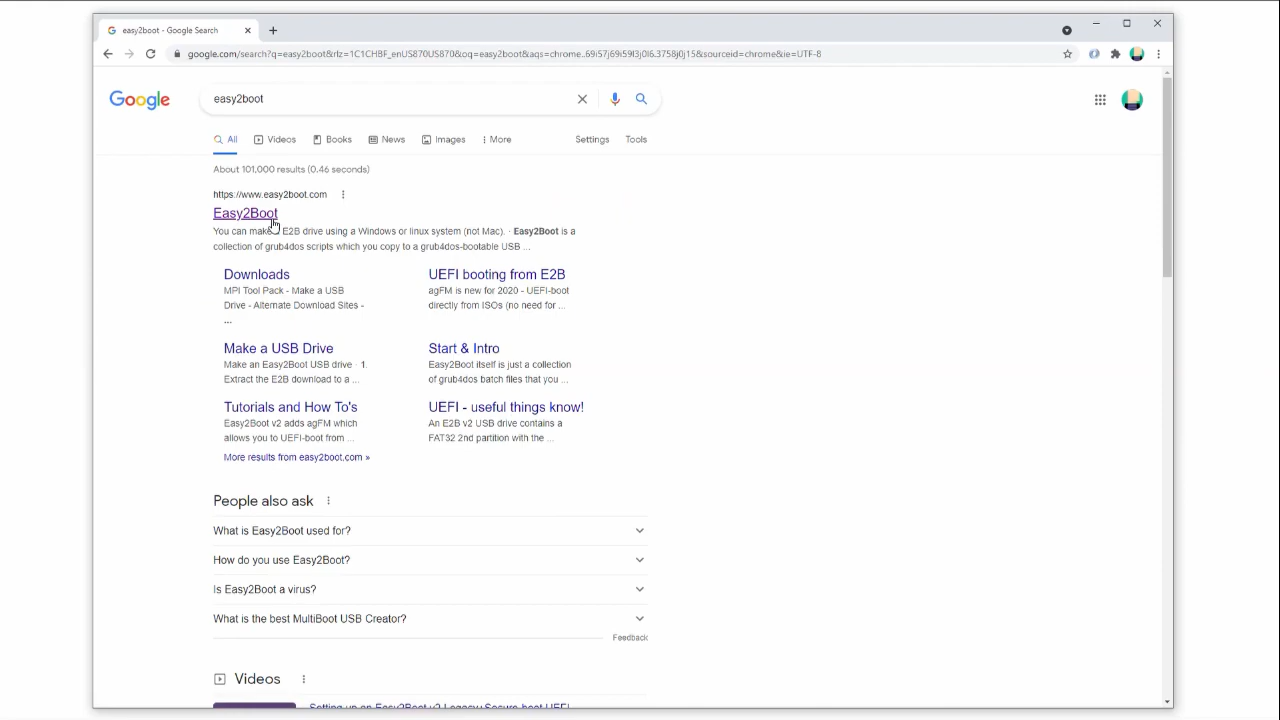 easy2boot - Google Search
google.com/search?q=easy2boot&rlz=1C1CHBF_enUS870US870&oq=easy2boot&aqs=chrome..69i57j69i59l3j0l6.3758j0j15&sourceid=chrome&ie=UTF-8
Google
easy2boot
All Videos Books News Images More Settings Tools
About 101,000 results (0.46 seconds)
https://www.easy2boot.com
Easy2Boot
You can make E2B drive using a Windows or linux system (not Mac). · Easy2Boot is a
collection of grub4dos scripts which you copy to a grub4dos-bootable USB ...
Downloads
MPI Tool Pack - Make a USB
Drive - Alternate Download Sites -
...
UEFI booting from E2B
agFM is new for 2020 - UEFI-boot
directly from ISOs (no need for ...
Make a USB Drive
Make an Easy2Boot USB drive · 1.
Extract the E2B download to a ...
Start & Intro
Easy2Boot itself is just a collection
of grub4dos batch files that you ...
Tutorials and How To's
Easy2Boot v2 adds agFM which
allows you to UEFI-boot from ...
UEFI - useful things know!
An E2B v2 USB drive contains a
FAT32 2nd partition with the ...
More results from easy2boot.com »
People also ask
What is Easy2Boot used for?
How do you use Easy2Boot?
Is Easy2Boot a virus?
What is the best MultiBoot USB Creator?
Feedback
Videos
Setting up an Easy2Boot v2 Legacy+Secure-boot UEFI